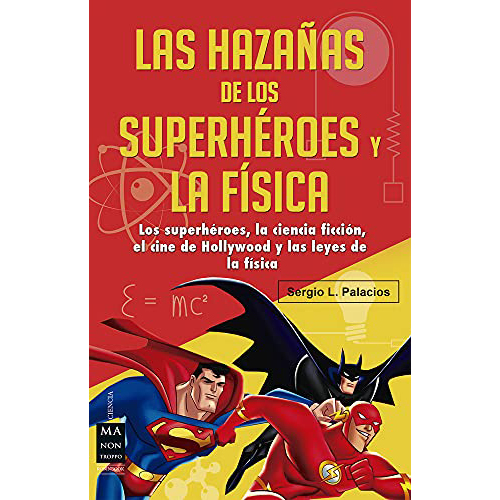 LAS HAZAÑAS
DE LOS
SUPERHÉROES Y
LA FÍSICA
Los superhéroes, la ciencia ficción,
el cine de Hollywood y las leyes de
la física
Sergio L. Palacios
Ɛ = mc²
CIENCIA
MA
NON
TROPPO